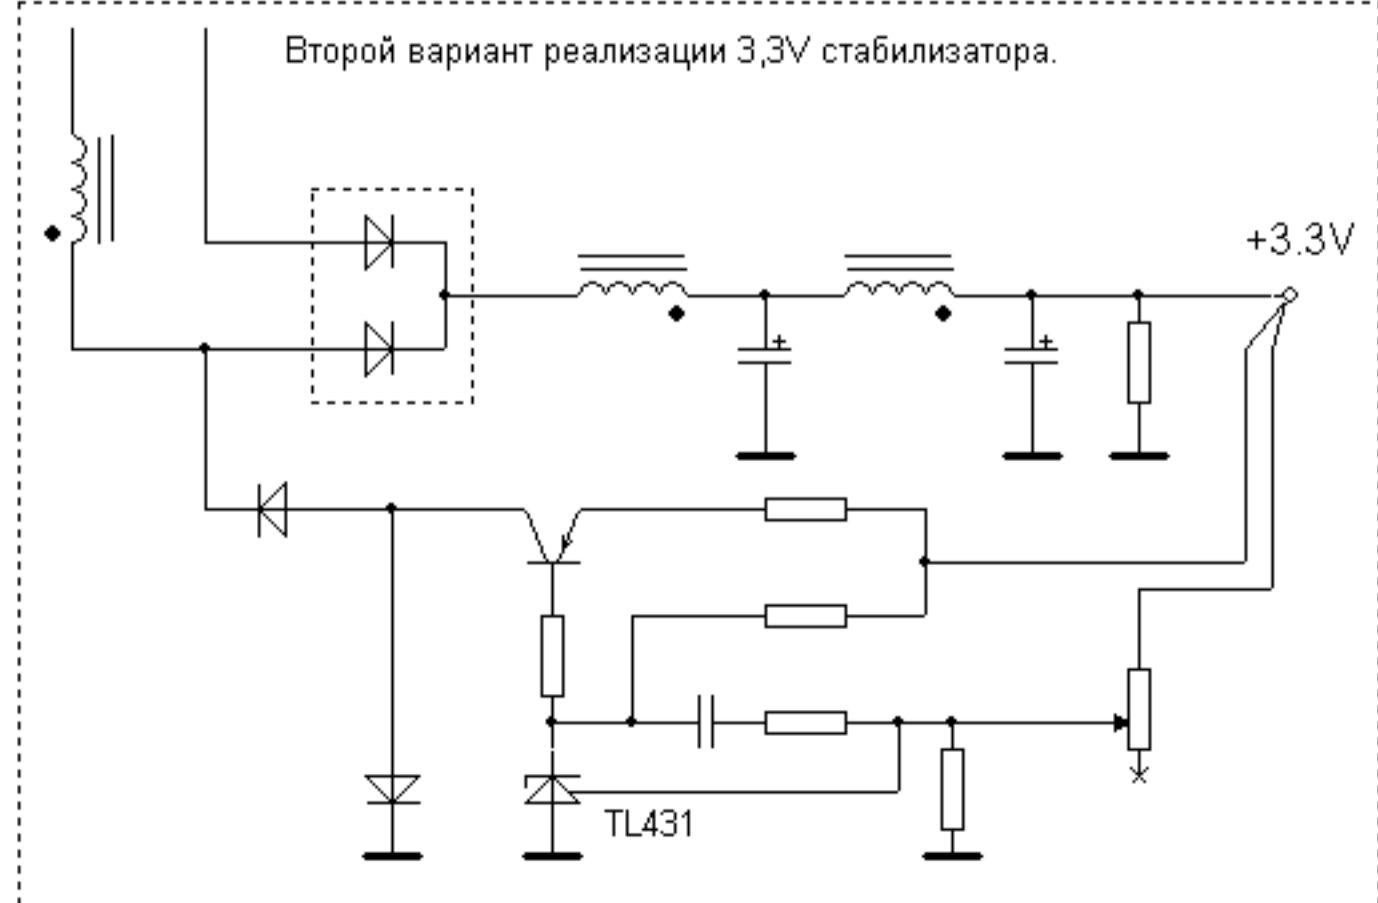 Второй вариант реализации 3,3V стабилизатора.
+3.3V
+
+
TL431